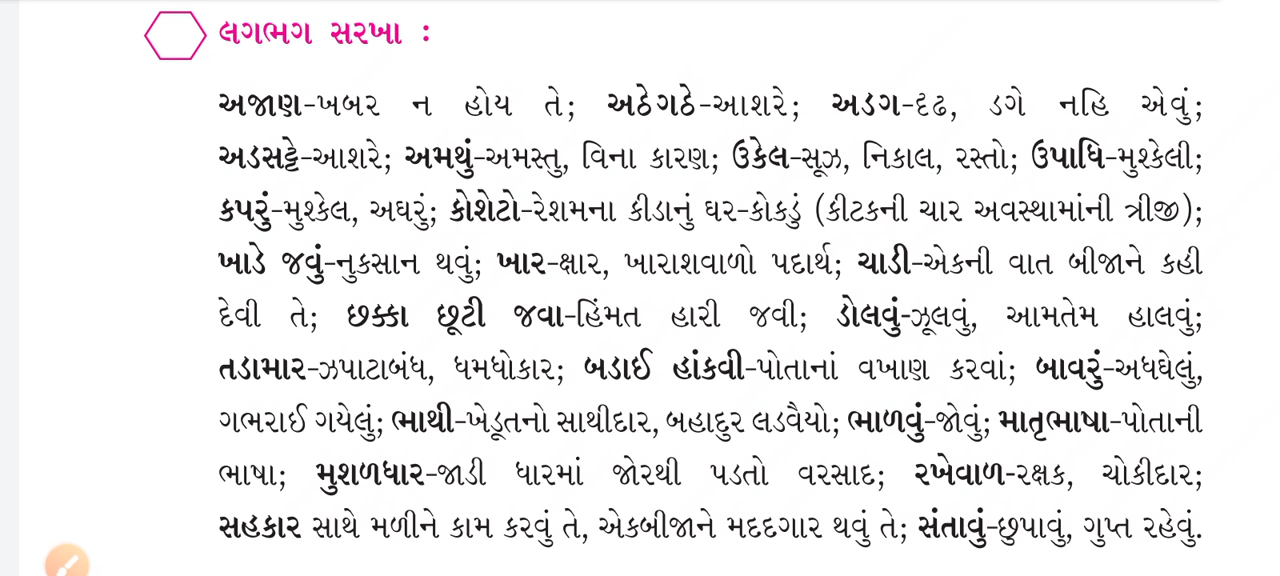 લગભગ સરખા :
અજાણ-ખબર ન હોય તે; અઠેગઠે-આશરે; અડગ-દૃઢ, ડગે નહિ એવું;
અડસટ્ટે-આશરે; અમથું-અમસ્તુ, વિના કારણ; ઉકેલ-સૂઝ, નિકાલ, રસ્તો; ઉપાધિ-મુશ્કેલી;
કપરું-મુશ્કેલ, અઘરું; કોશેટો-રેશમના કીડાનું ઘર-કોકડું (કીટકની ચાર અવસ્થામાંની ત્રીજી);
ખાડે જવું-નુકસાન થવું; ખાર-ક્ષાર, ખારાશવાળો પદાર્થ; ચાડી-એકની વાત બીજાને કહી
દેવી તે; છક્કા છૂટી જવા-હિંમત હારી જવી; ડોલવું-ઝૂલવું, આમતેમ હાલવું;
તડામાર-ઝપાટાબંધ, ધમધોકાર; બડાઈ હાંકવી-પોતાનાં વખાણ કરવાં; બાવરું-અધઘેલું,
ગભરાઈ ગયેલું; ભાથી-ખેડૂતનો સાથીદાર, બહાદુર લડવૈયો; ભાળવું-જોવું; માતૃભાષા-પોતાની
ભાષા; મુશળધાર-જાડી ધારમાં જોરથી પડતો વરસાદ; રખેવાળ-રક્ષક, ચોકીદાર;
સહકાર સાથે મળીને કામ કરવું તે, એકબીજાને મદદગાર થવું તે; સંતાવું-છુપાવું, ગુપ્ત રહેવું.